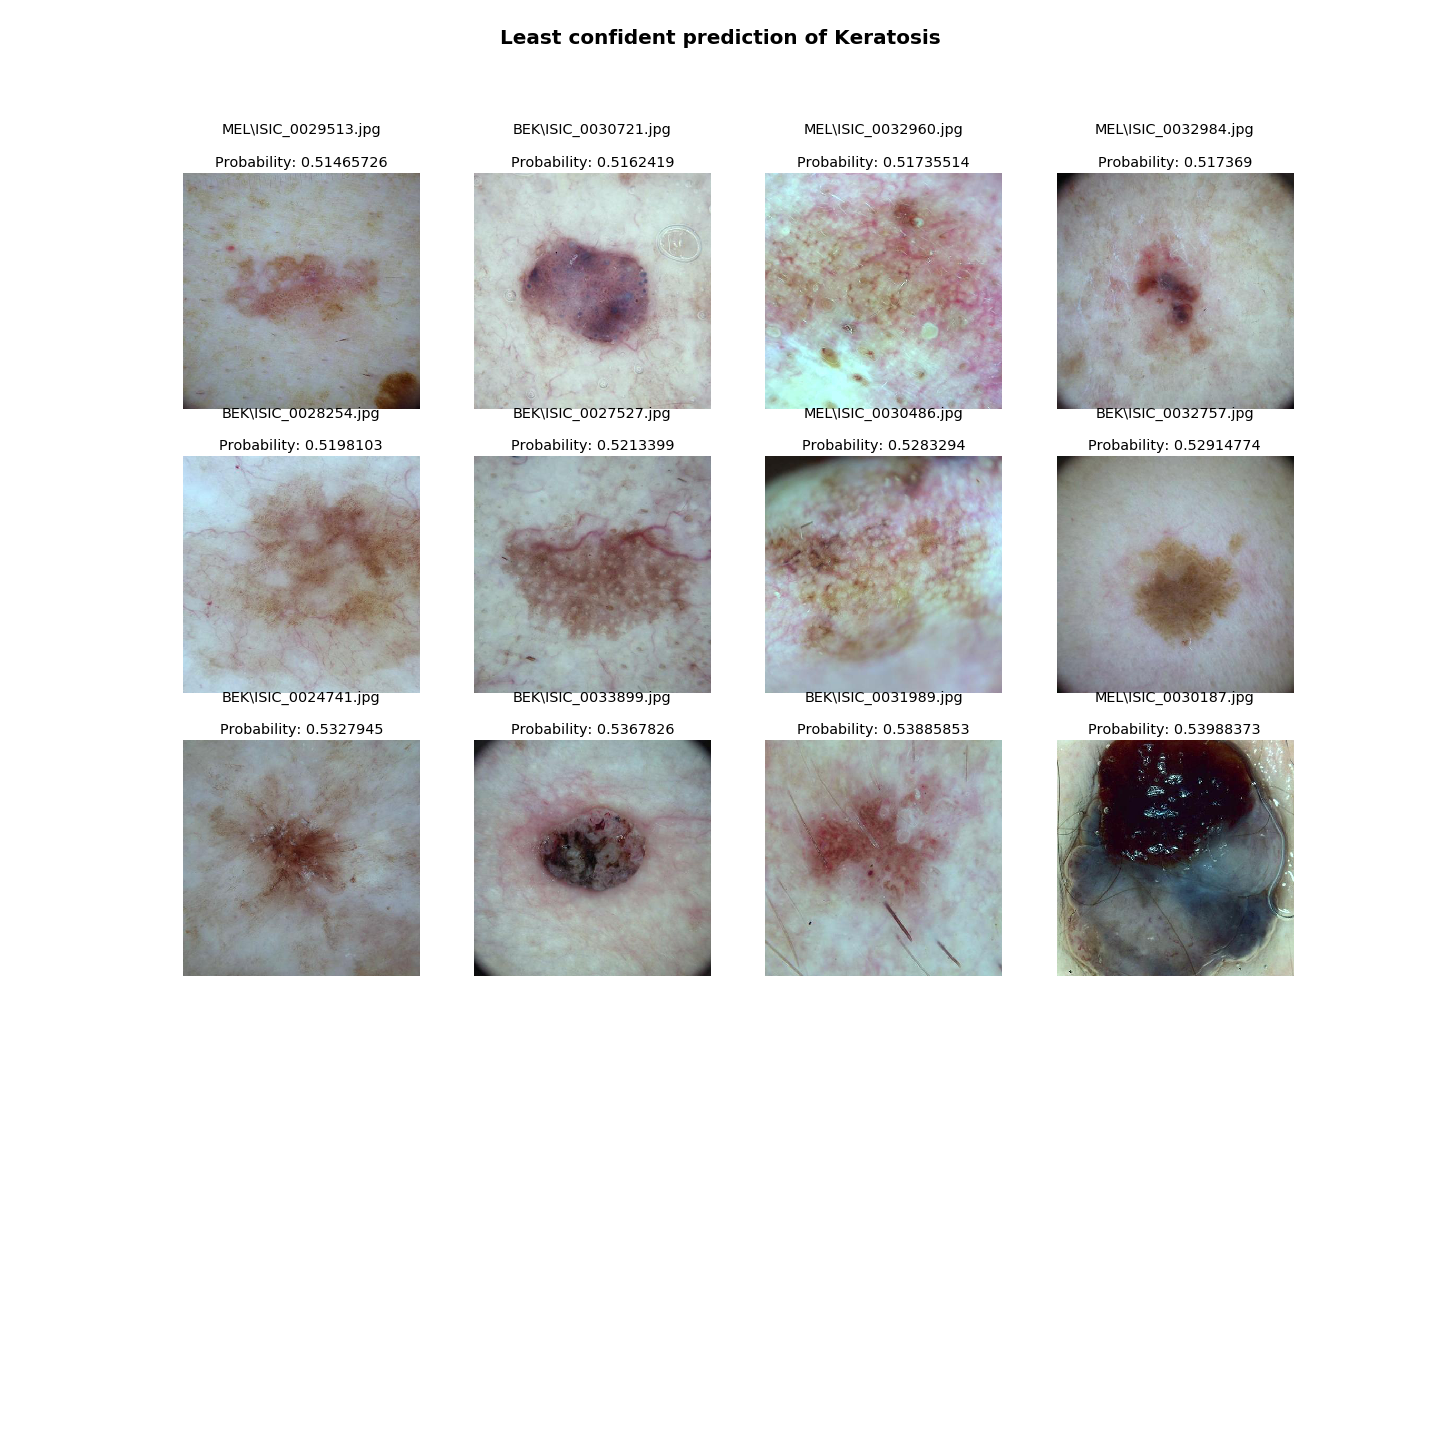 Least confident prediction of Keratosis
MEL\ISIC_0029513.jpg
Probability: 0.51465726
BEK\ISIC_0030721.jpg
Probability: 0.5162419
MEL\ISIC_0032960.jpg
Probability: 0.51735514
MEL\ISIC_0032984.jpg
Probability: 0.517369
BEK\ISIC_0028254.jpg
Probability: 0.5198103
BEK\ISIC_0027527.jpg
Probability: 0.5213399
MEL\ISIC_0030486.jpg
Probability: 0.5283294
BEK\ISIC_0032757.jpg
Probability: 0.52914774
BEK\ISIC_0024741.jpg
Probability: 0.5327945
BEK\ISIC_0033899.jpg
Probability: 0.5367826
BEK\ISIC_0031989.jpg
Probability: 0.53885853
MEL\ISIC_0030187.jpg
Probability: 0.53988373